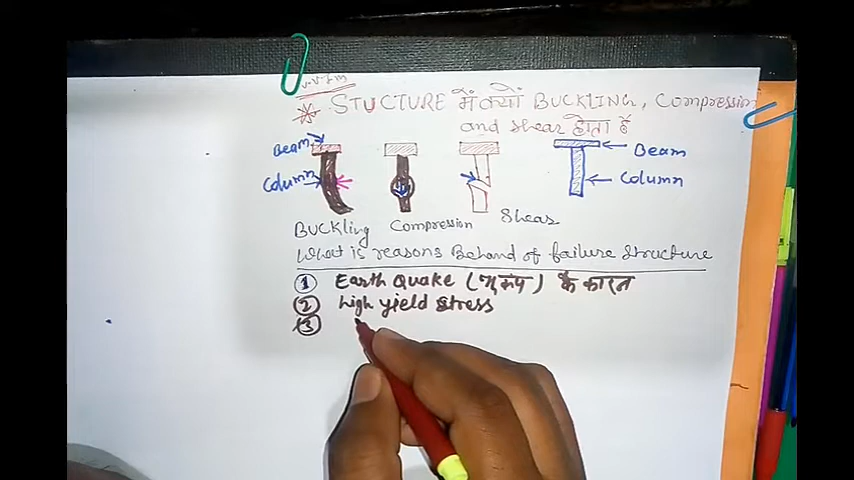 STUCTURE में क्यों BUCKLING, Compression
and shear होता है
Beam
Column
Beam
Column
BUCKling Compression Shear
What is reasons Behand of failure Structure
1 Earth Quake (भूकंप) के कारन
2 high yield stress
3